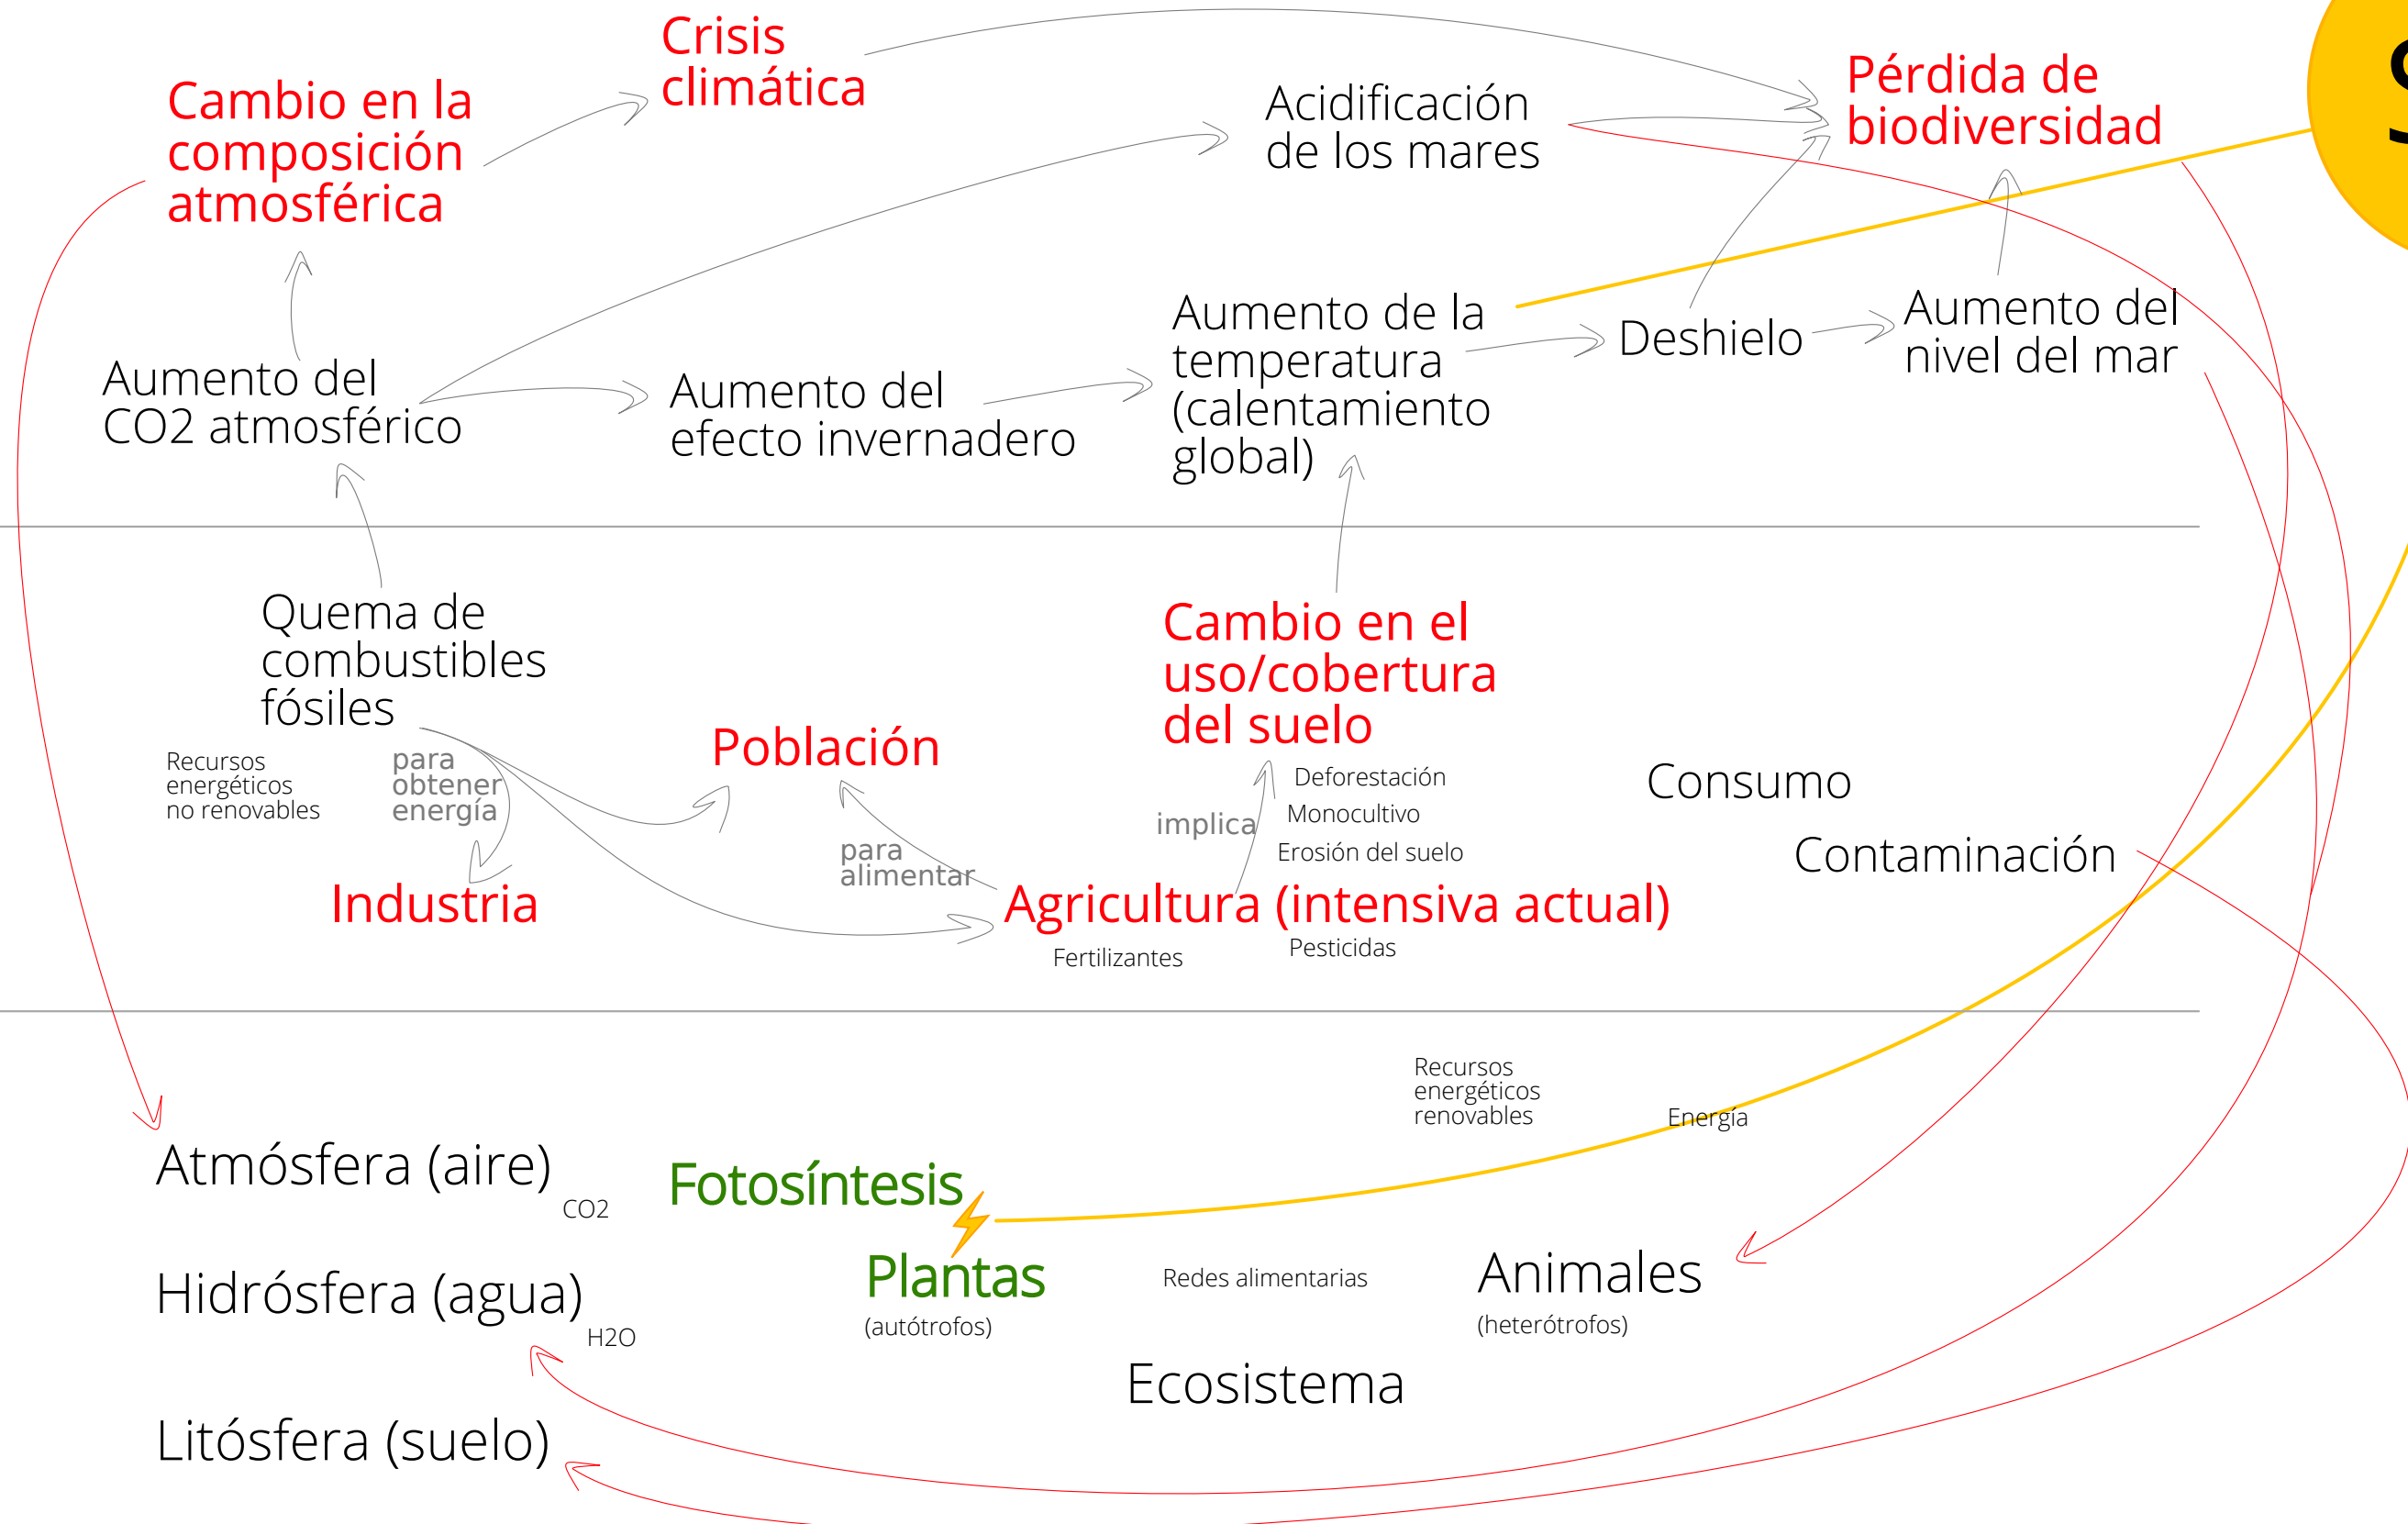 Crisis
climática
Cambio en la
composición
atmosférica
Acidificación
de los mares
Pérdida de
biodiversidad
Aumento del
CO2 atmosférico
Aumento del
efecto invernadero
Aumento de la
temperatura
(calentamiento
global)
Deshielo
Aumento del
nivel del mar
Quema de
combustibles
fósiles
Recursos
energéticos
no renovables
para
obtener
energía
Industria
Población
para
alimentar
Cambio en el
uso/cobertura
del suelo
implica
Deforestación
Monocultivo
Erosión del suelo
Agricultura (intensiva actual)
Fertilizantes
Pesticidas
Consumo
Contaminación
Recursos
energéticos
renovables
Energía
Atmósfera (aire)
CO2
Fotosíntesis
Hidrósfera (agua)
H2O
Plantas
(autótrofos)
Redes alimentarias
Animales
(heterótrofos)
Ecosistema
Litósfera (suelo)